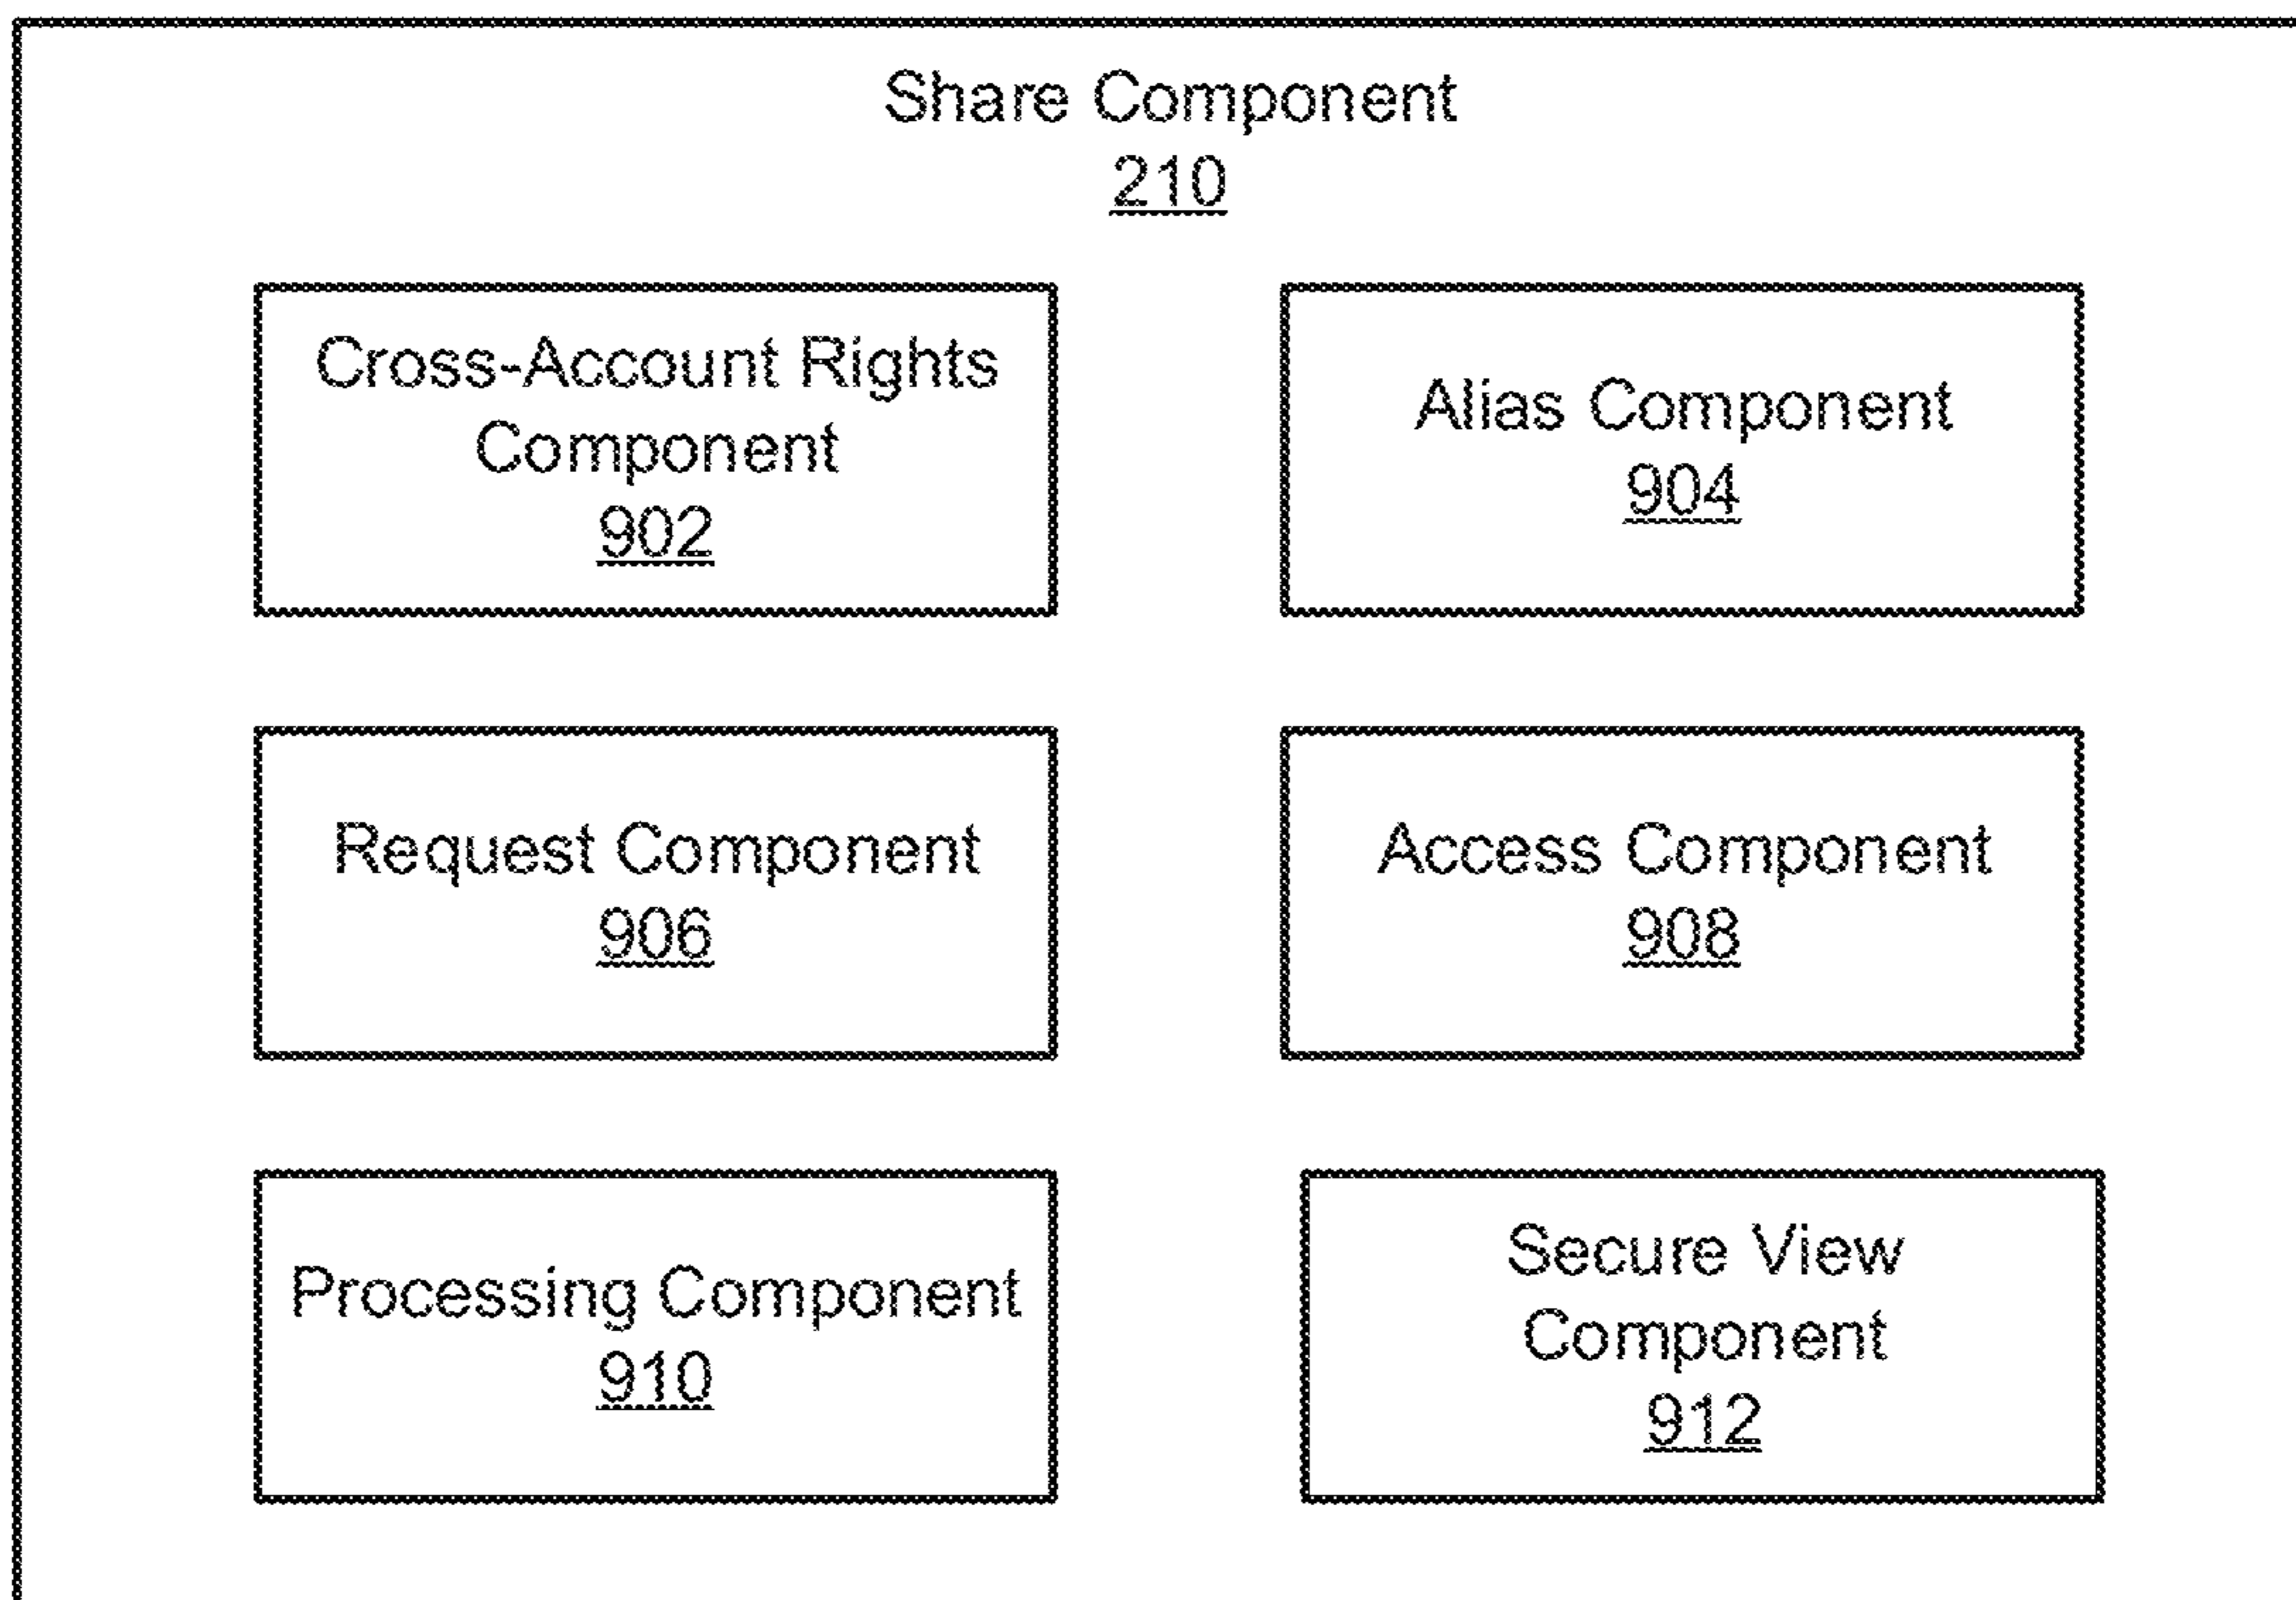 Share Component
210
Cross-Account Rights
Component
902
Alias Component
904
Request Component
906
Access Component
908
Processing Component
910
Secure View
Component
912